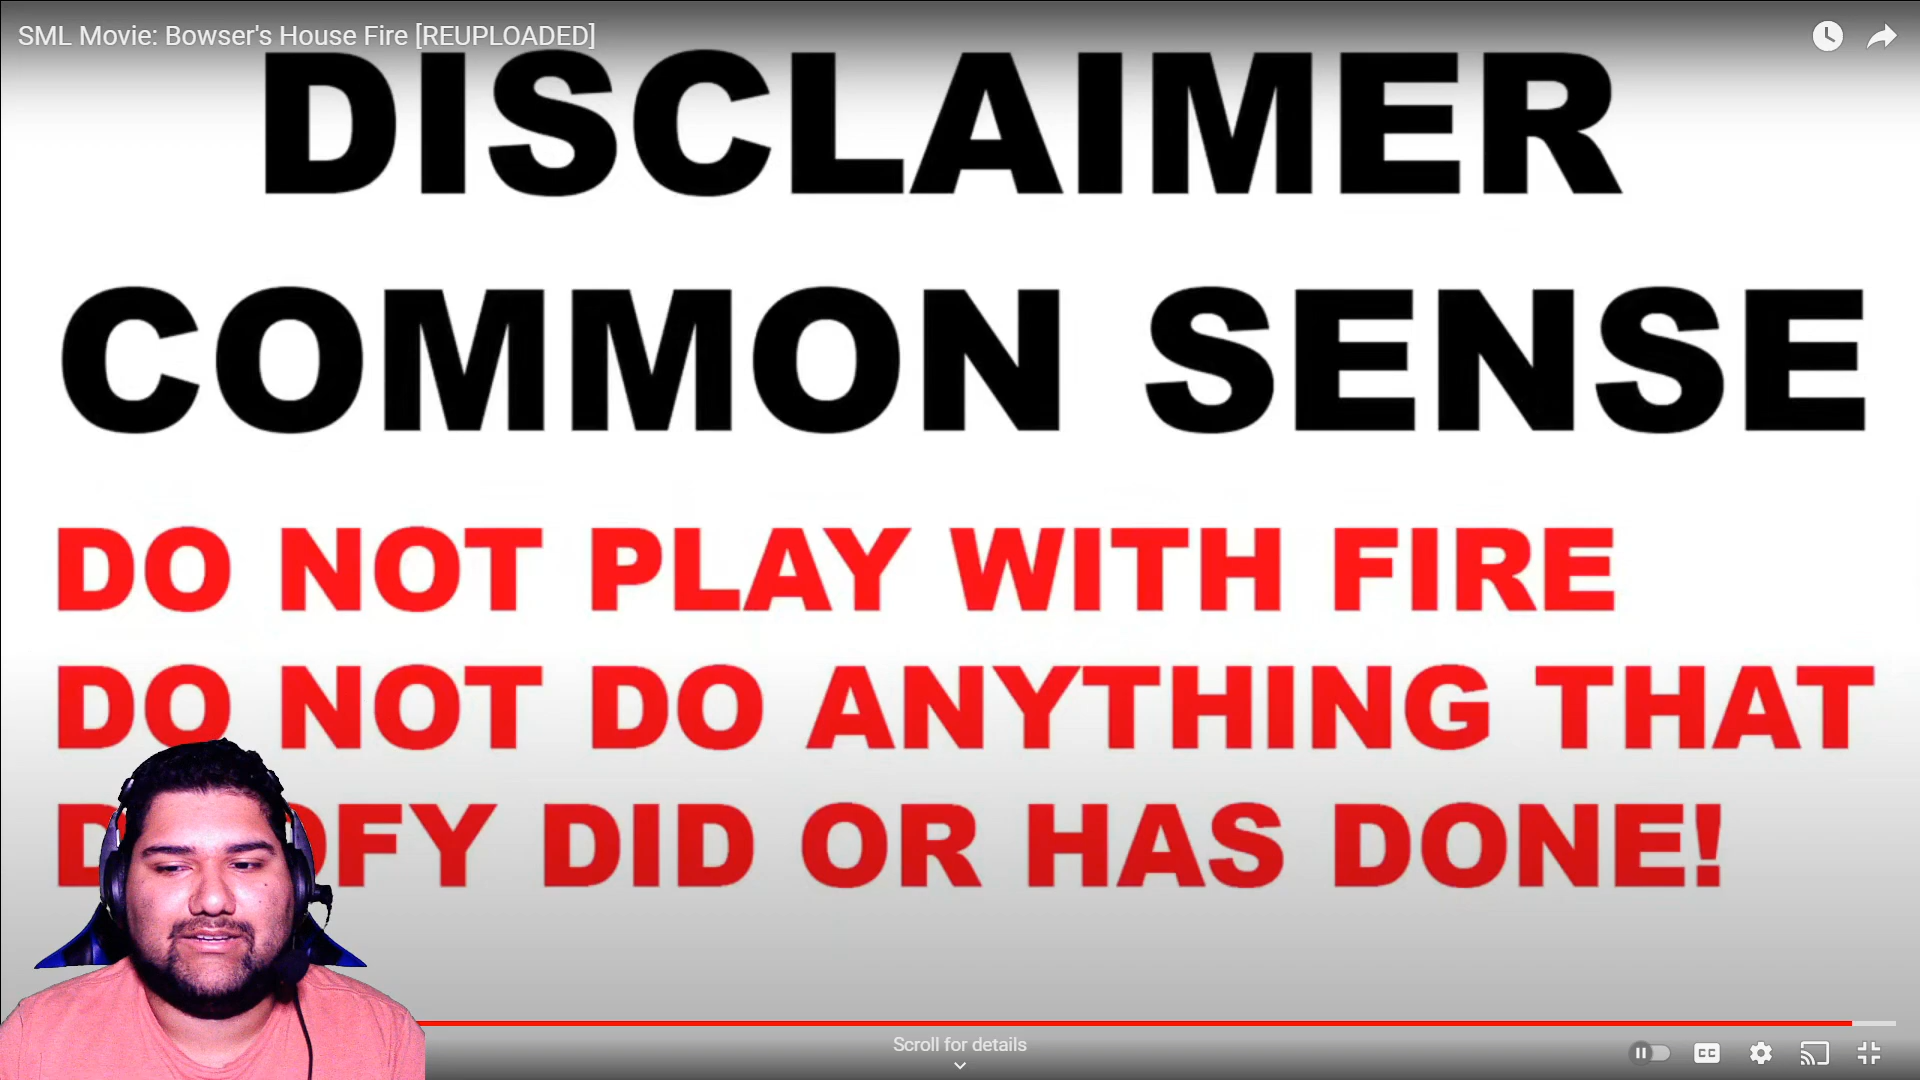 SML Movie: Bowser's House Fire [REUPLOADED]
DISCLAIMER
COMMON SENSE
DO NOT PLAY WITH FIRE
DO NOT DO ANYTHING THAT
DID OR HAS DONE!
Scroll for details
CC